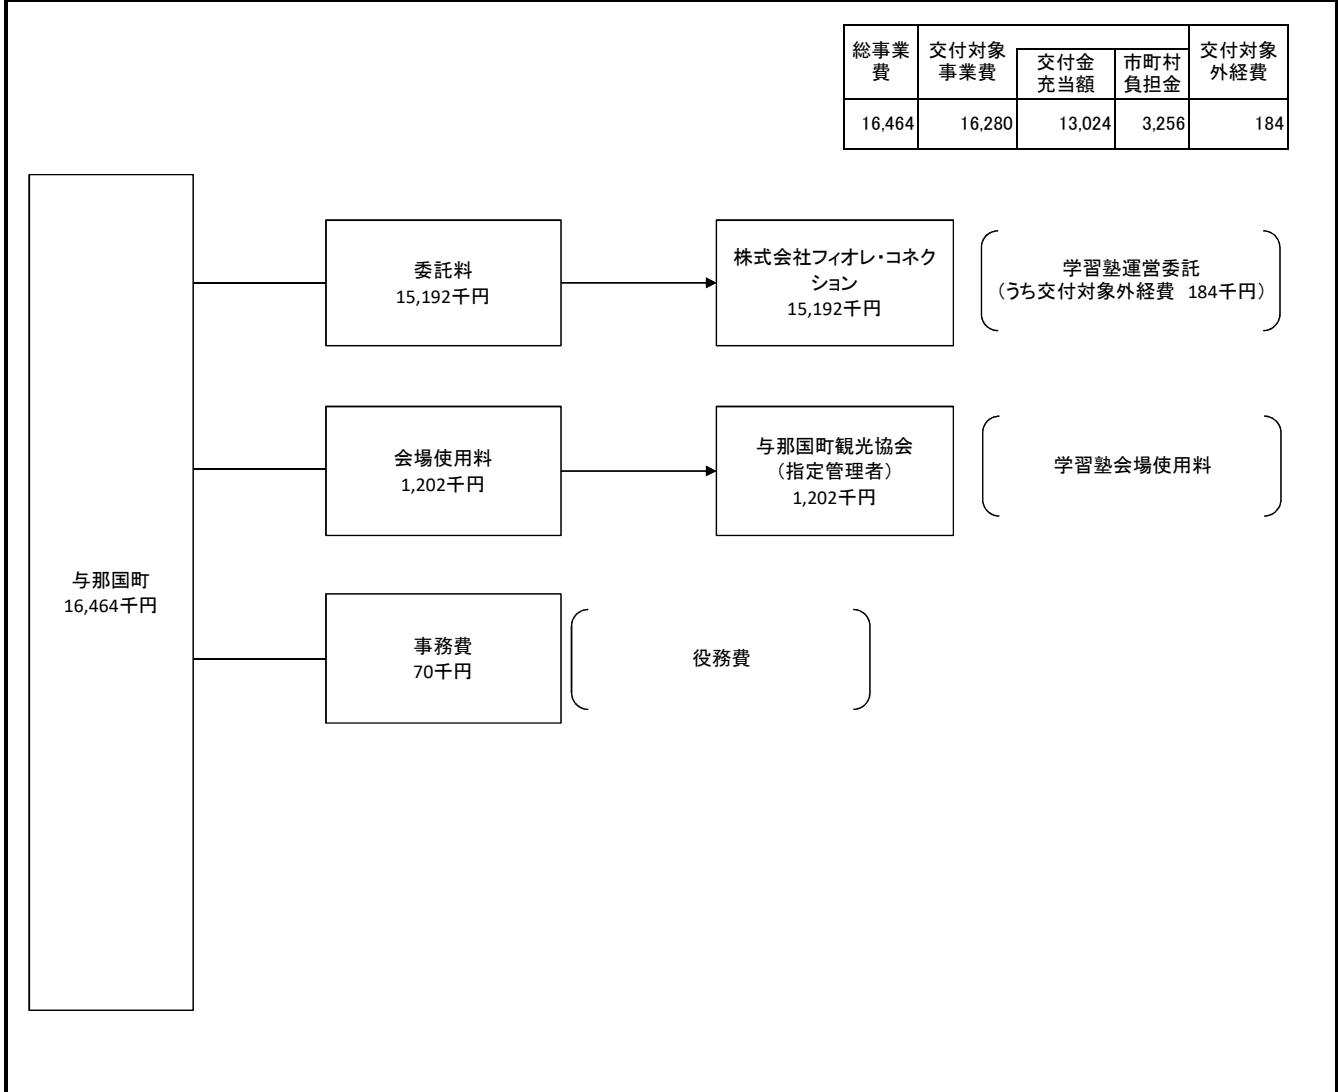 総事業
費
交付対象
事業費
交付金
充当額
市町村
負担金
交付対象
外経費
16,464
16,280
13,024
3,256
184
委託料
15,192千円
株式会社フィオレ・コネク
ション
15,192千円
学習塾運営委託
（うち交付対象外経費 184千円）
会場使用料
1,202千円
与那国町観光協会
（指定管理者）
1,202千円
学習塾会場使用料
与那国町
16,464千円
事務費
70千円
役務費